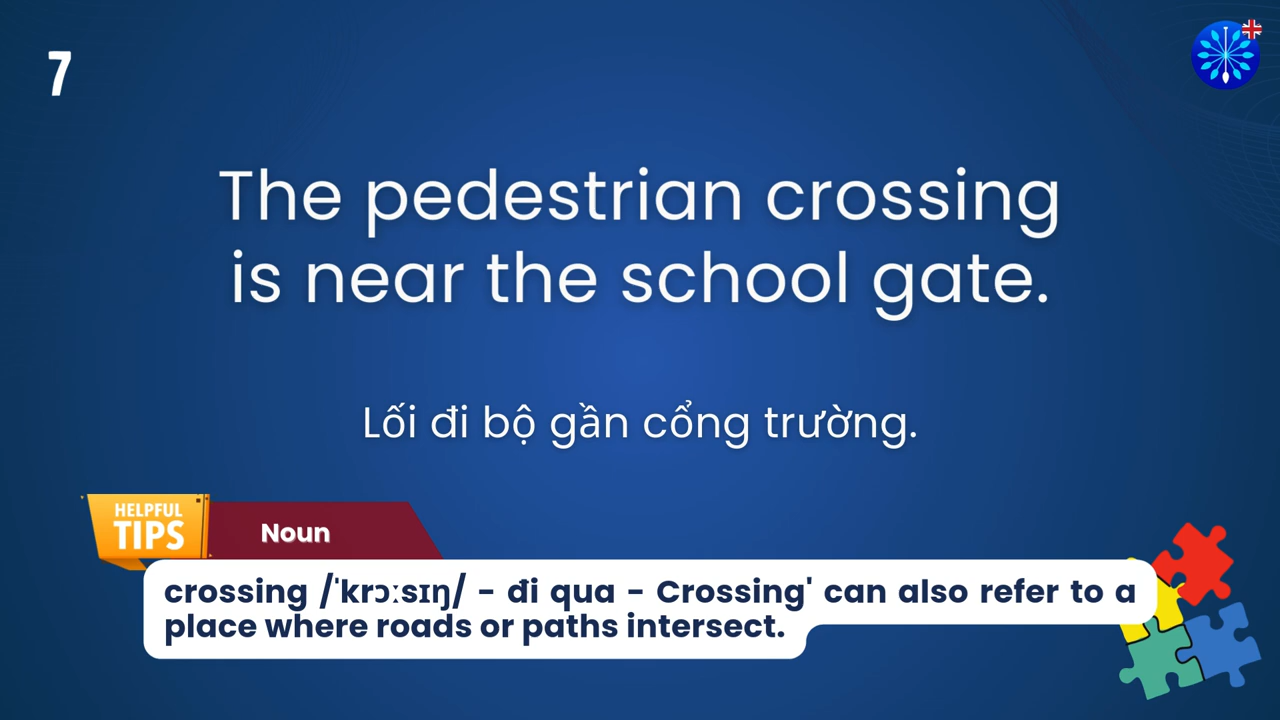 7
The pedestrian crossing
is near the school gate.
Lối đi bộ gần cổng trường.
HELPFUL
TIPS
Noun
crossing /ˈkrɔːsɪŋ/ - đi qua - Crossing' can also refer to a
place where roads or paths intersect.